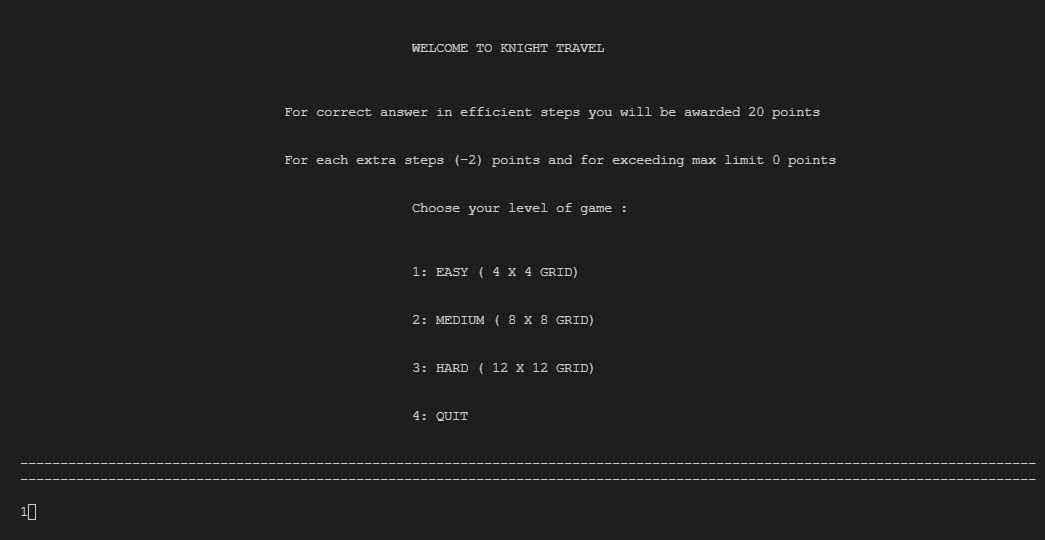 WELCOME TO KNIGHT TRAVEL
For correct answer in efficient steps you will be awarded 20 points
For each extra steps (-2) points and for exceeding max limit 0 points
Choose your level of game :
1: EASY ( 4 X 4 GRID)
2: MEDIUM ( 8 X 8 GRID)
3: HARD ( 12 X 12 GRID)
4: QUIT
-------------------------------------------------------------------------------------------------------------------------------
-------------------------------------------------------------------------------------------------------------------------------
1